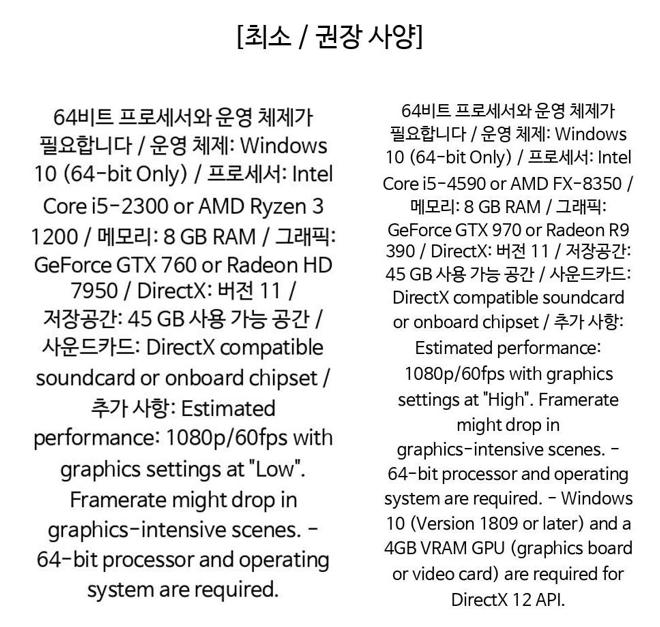 [최소 / 권장 사양]
64비트 프로세서와 운영 체제가
필요합니다 / 운영 체제: Windows
10 (64-bit Only) / 프로세서: Intel
Core i5-2300 or AMD Ryzen 3
1200 / 메모리: 8 GB RAM / 그래픽:
GeForce GTX 760 or Radeon HD
7950 / DirectX: 버전 11 /
저장공간: 45 GB 사용 가능 공간 /
사운드카드: DirectX compatible
soundcard or onboard chipset /
추가 사항: Estimated
performance: 1080p/60fps with
graphics settings at "Low".
Framerate might drop in
graphics-intensive scenes. -
64-bit processor and operating
system are required.
64비트 프로세서와 운영 체제가
필요합니다 / 운영 체제: Windows
10 (64-bit Only) / 프로세서: Intel
Core i5-4590 or AMD FX-8350 /
메모리: 8 GB RAM / 그래픽:
GeForce GTX 970 or Radeon R9
390 / DirectX: 버전 11 / 저장공간:
45 GB 사용 가능 공간 / 사운드카드:
DirectX compatible soundcard
or onboard chipset / 추가 사항:
Estimated performance:
1080p/60fps with graphics
settings at "High". Framerate
might drop in
graphics-intensive scenes. -
64-bit processor and operating
system are required. - Windows
10 (Version 1809 or later) and a
4GB VRAM GPU (graphics board
or video card) are required for
DirectX 12 API.